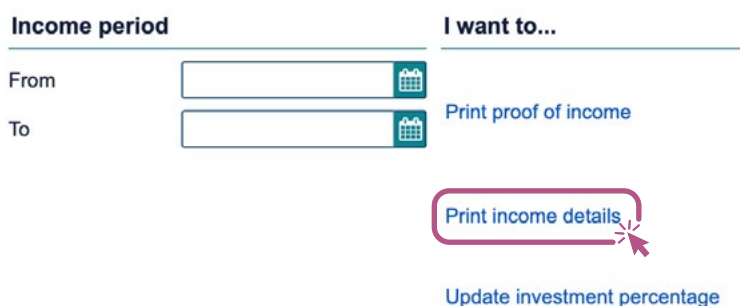 Income period
From
To
I want to...
Print proof of income
Print income details
Update investment percentage